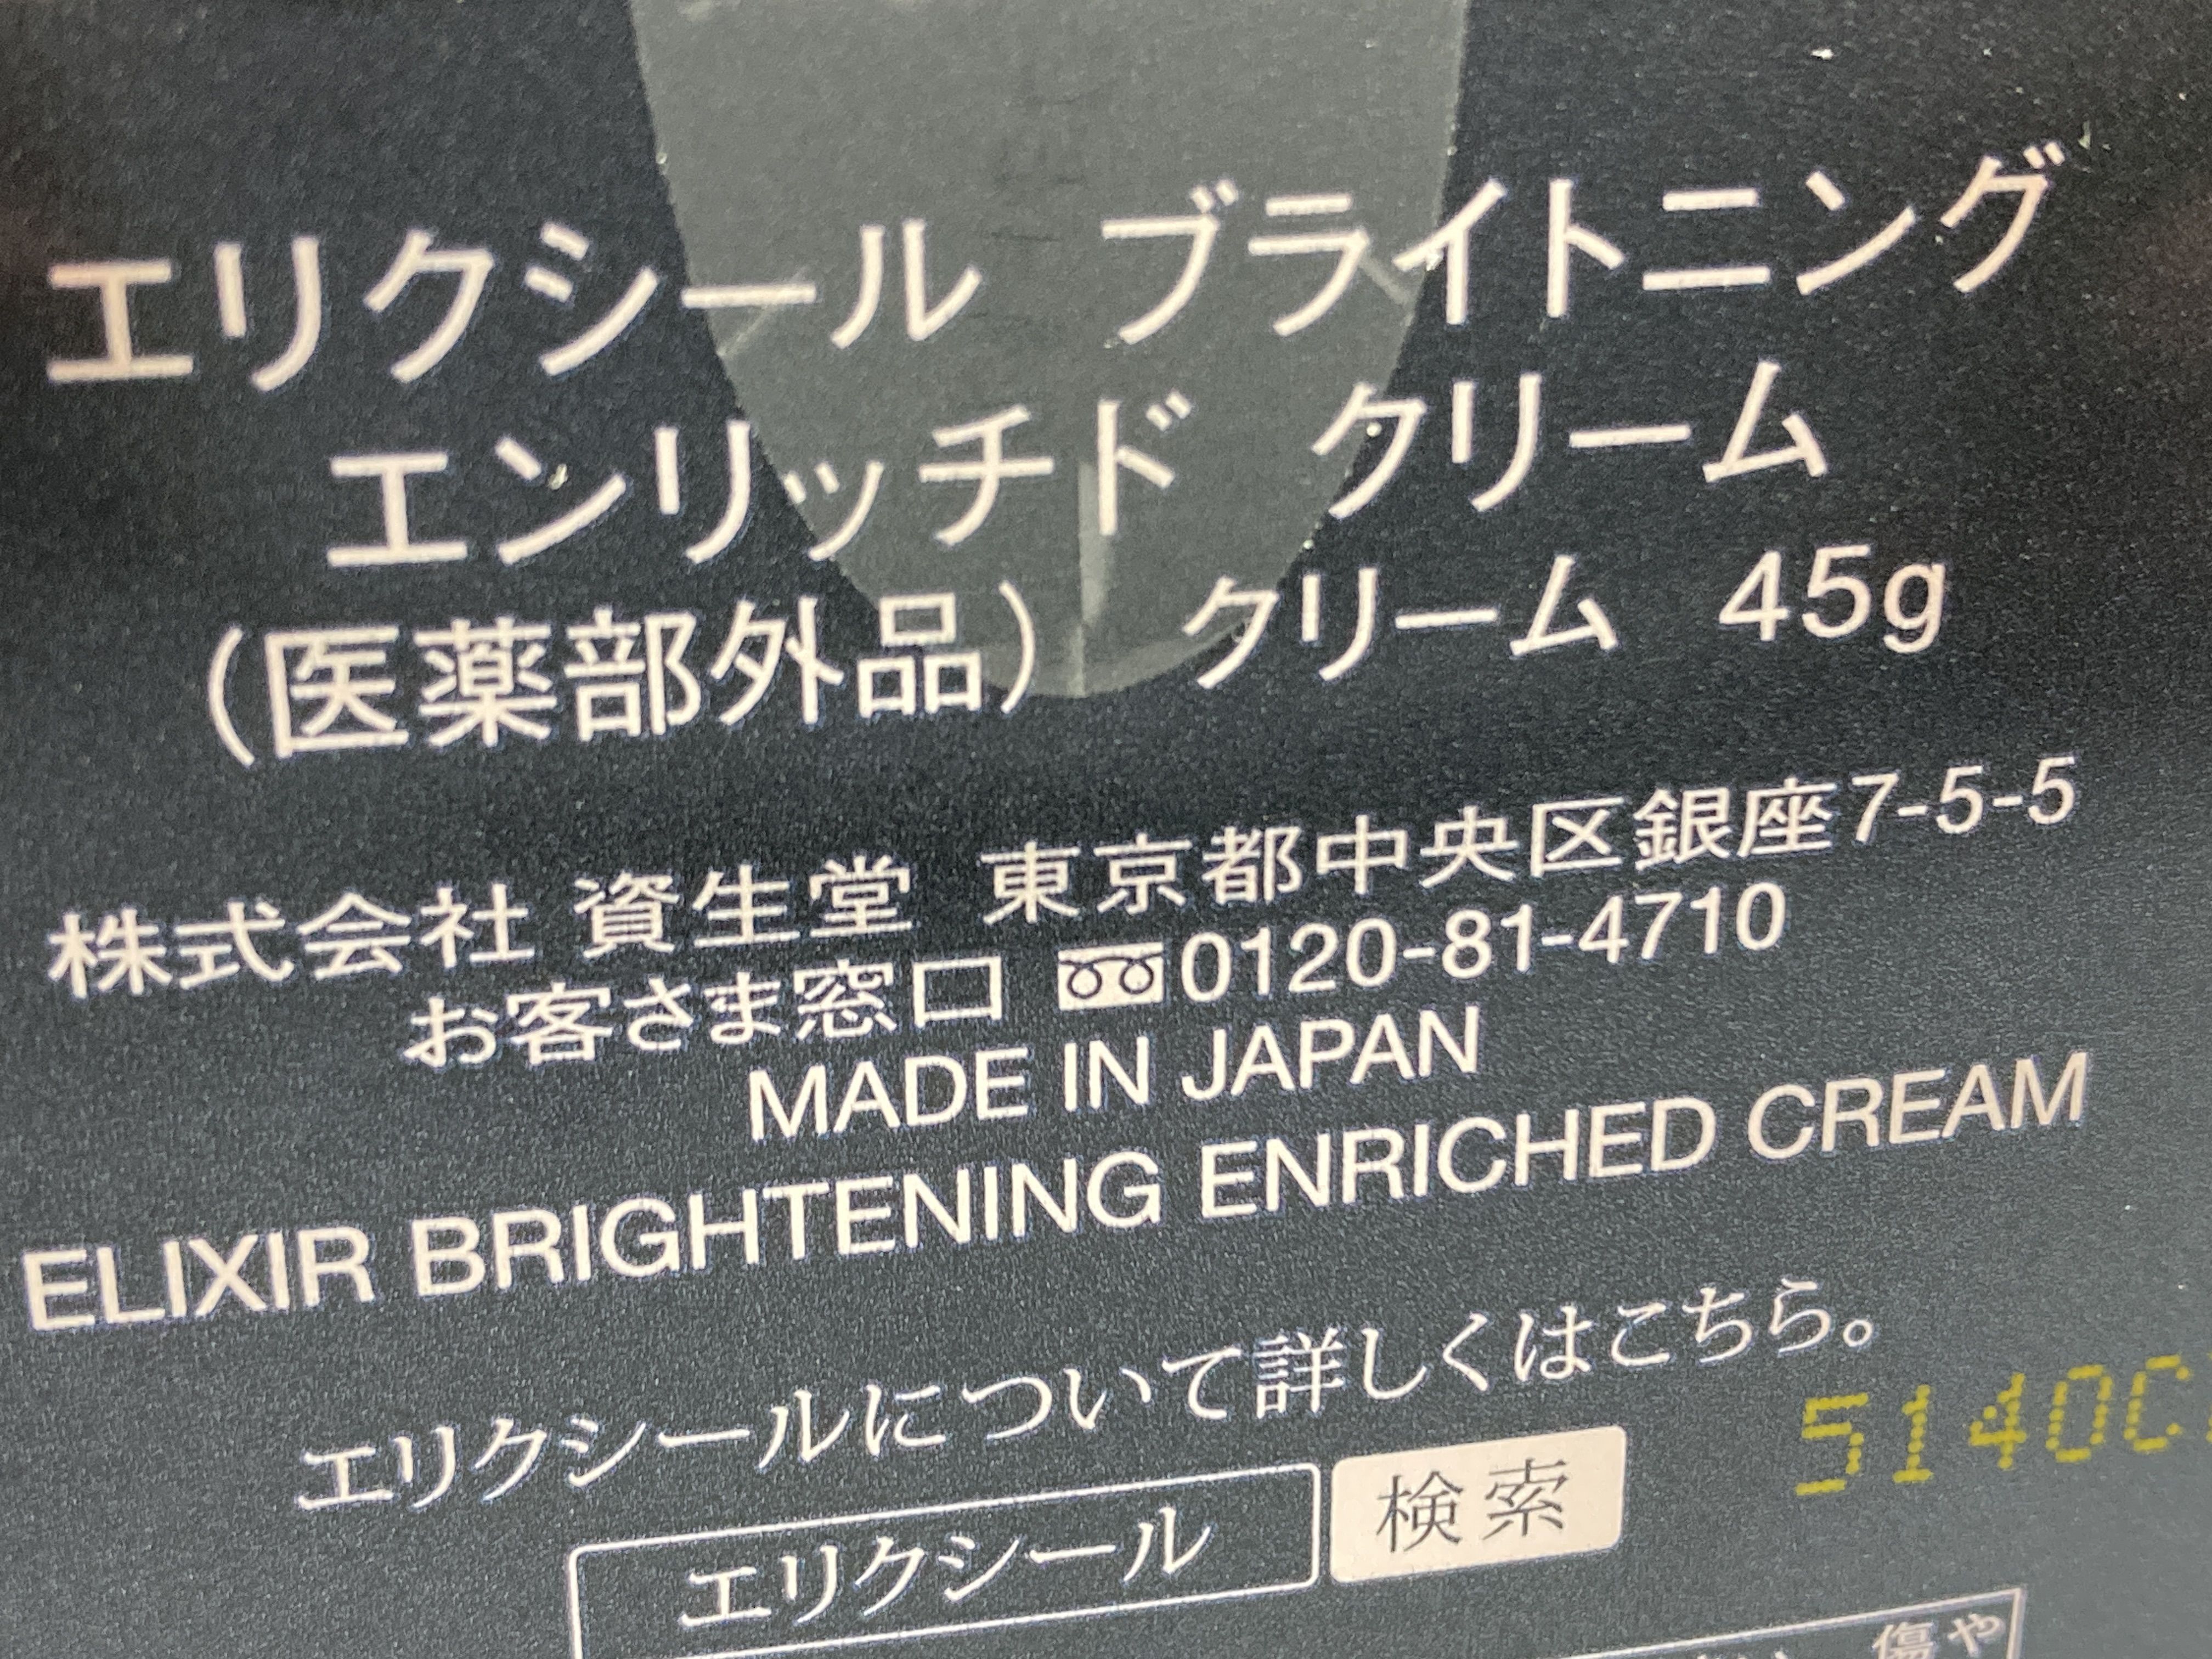 エリクシール ブライトニング
エンリッチド クリーム
（医薬部外品） クリーム 45g
株式会社 資生堂 東京都中央区銀座7-5-5
お客さま窓口 0120-81-4710
MADE IN JAPAN
ELIXIR BRIGHTENING ENRICHED CREAM
エリクシールについて詳しくはこちら。
5140C
エリクシール 検索
傷や